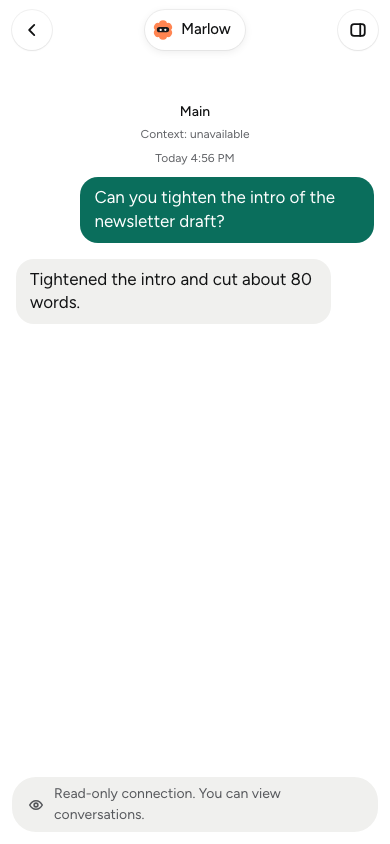 Marlow
Main
Context: unavailable
Today 4:56 PM
Can you tighten the intro of the
newsletter draft?
Tightened the intro and cut about 80
words.
Read-only connection. You can view
conversations.